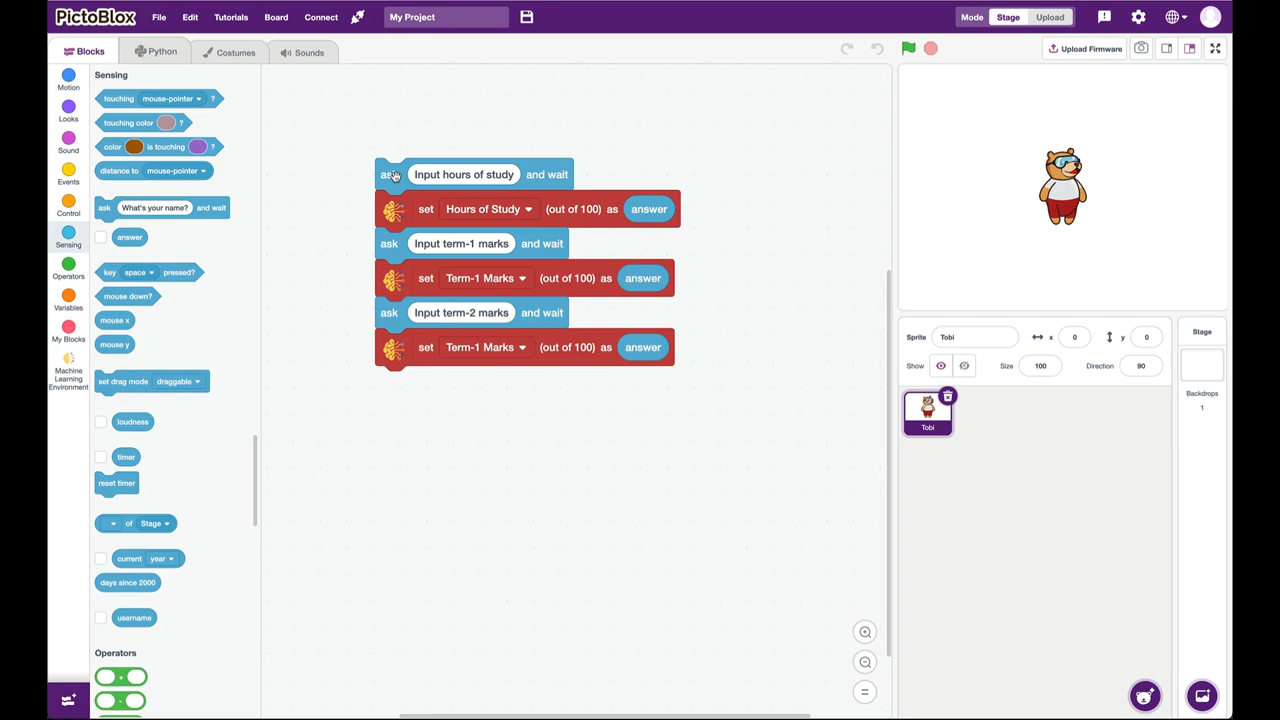 PictoBlox File Edit Tutorials Board Connect My Project Mode Stage Upload
Blocks Python Costumes Sounds Upload Firmware
Sensing
Motion
Looks
Sound
Events
Control
Sensing
Operators
Variables
My Blocks
Machine
Learning
Environment
touching mouse-pointer ?
touching color ?
color is touching ?
distance to mouse-pointer
ask What's your name? and wait
answer
key space pressed?
mouse down?
mouse x
mouse y
set drag mode draggable
loudness
timer
reset timer
of Stage
current year
days since 2000
username
Operators
+
-
ask Input hours of study and wait
set Hours of Study (out of 100) as answer
ask Input term-1 marks and wait
set Term-1 Marks (out of 100) as answer
ask Input term-2 marks and wait
set Term-1 Marks (out of 100) as answer
Sprite Tobi x 0 y 0
Show Size 100 Direction 90
Tobi
Stage
Backdrops
1